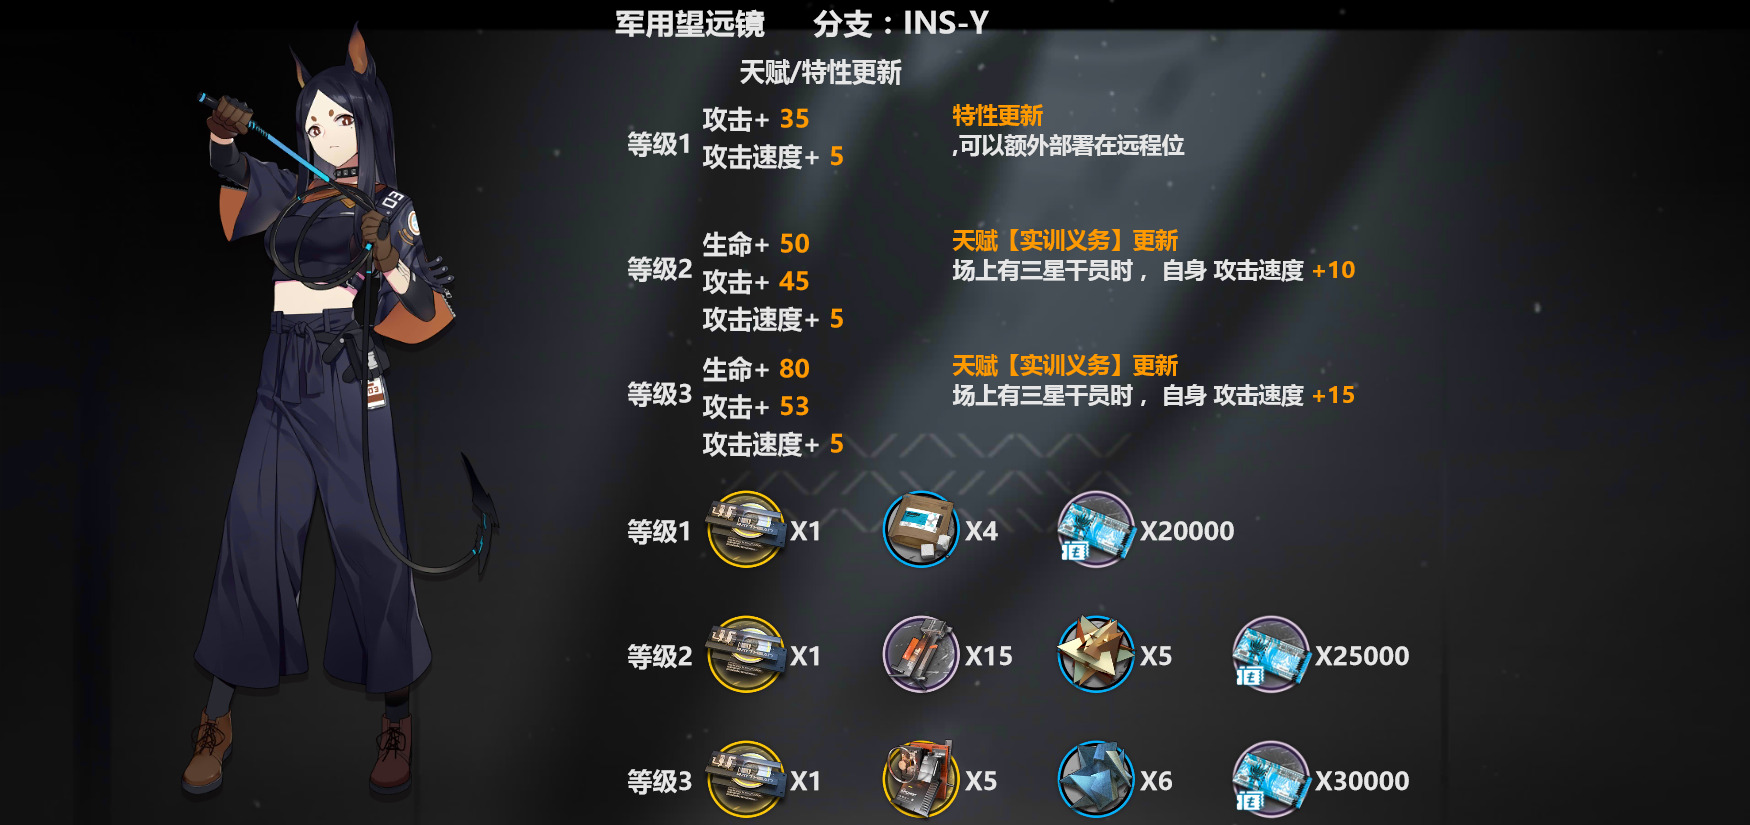 军用望远镜 分支：INS-Y
天赋/特性更新
等级1
攻击+ 35
攻击速度+ 5
特性更新
,可以额外部署在远程位
等级2
生命+ 50
攻击+ 45
攻击速度+ 5
天赋【实训义务】更新
场上有三星干员时，自身 攻击速度 +10
等级3
生命+ 80
攻击+ 53
攻击速度+ 5
天赋【实训义务】更新
场上有三星干员时，自身 攻击速度 +15
等级1 X1 X4 X20000
等级2 X1 X15 X5 X25000
等级3 X1 X5 X6 X30000